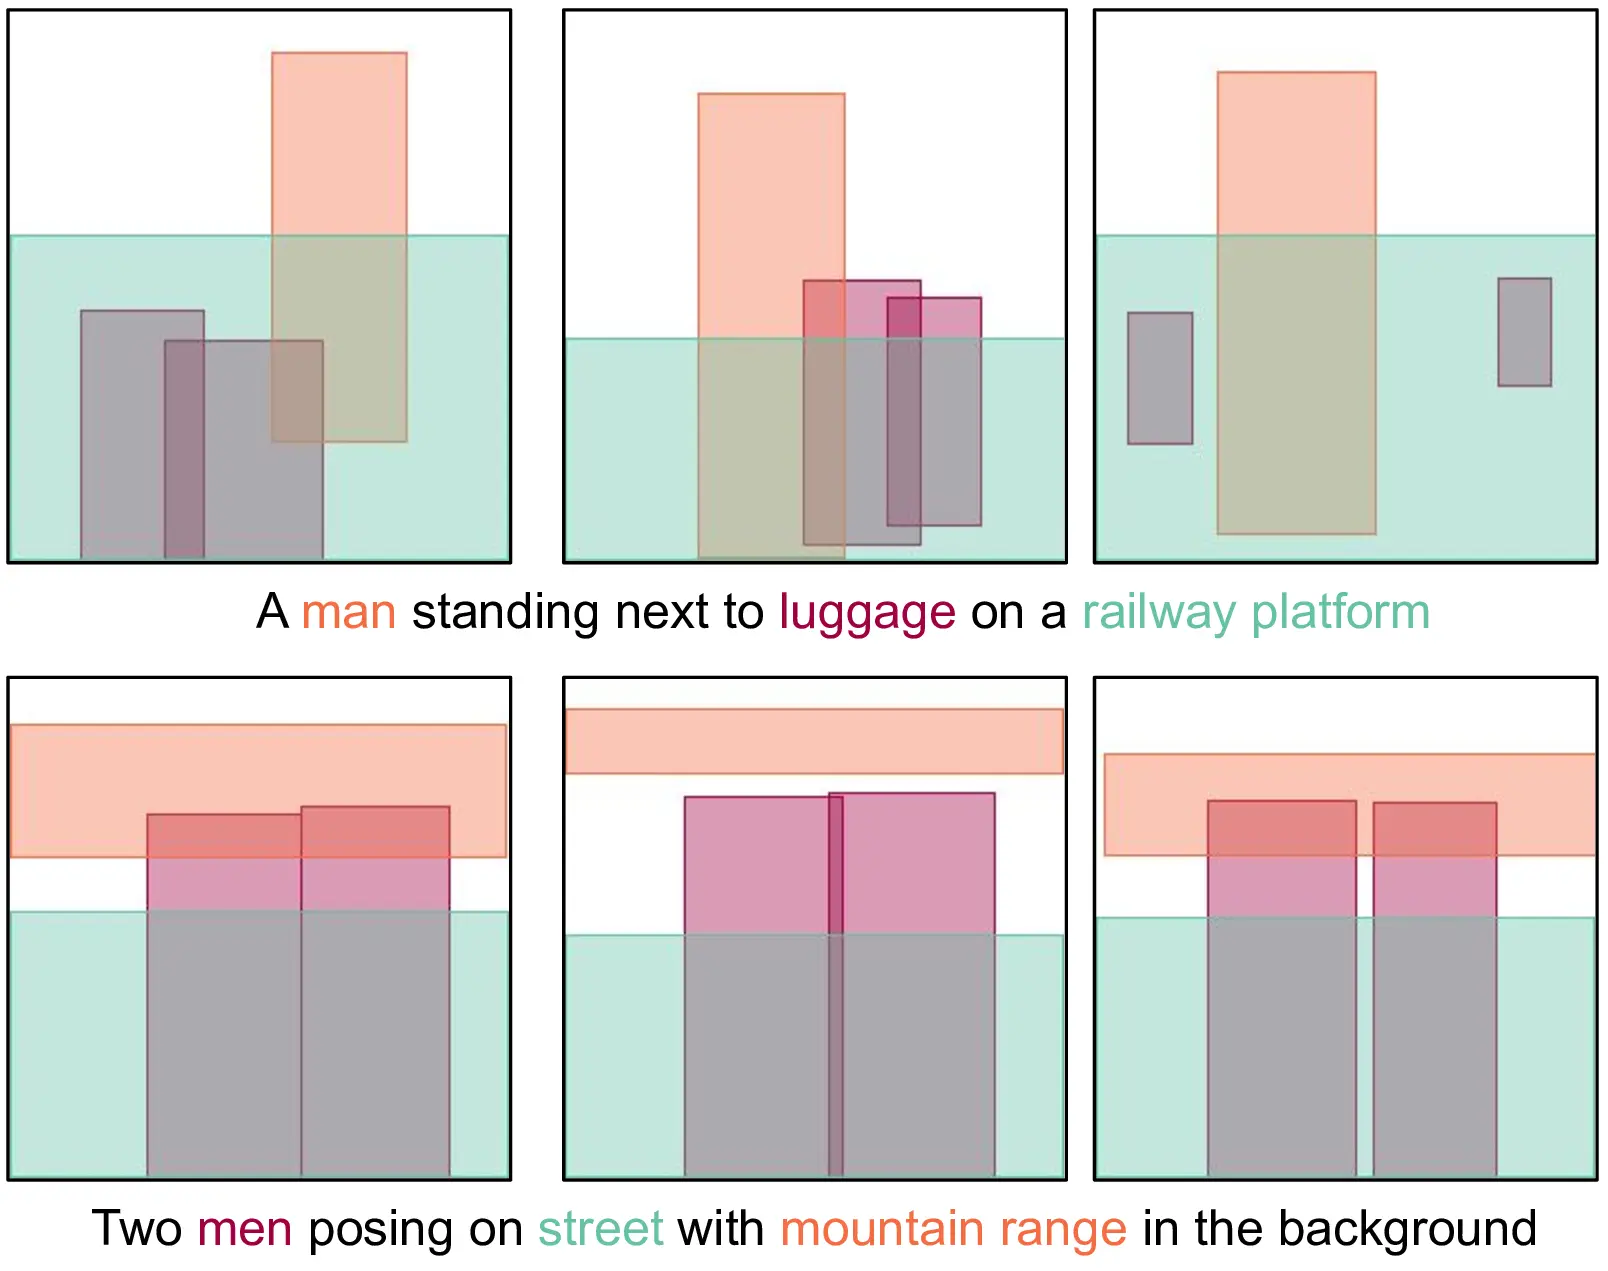 A man standing next to luggage on a railway platform
Two men posing on street with mountain range in the background